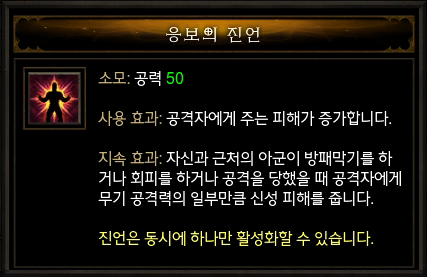 응보의 진언
소모: 공력 50
사용 효과: 공격자에게 주는 피해가 증가합니다.
지속 효과: 자신과 근처의 아군이 방패막기를 하
거나 회피를 하거나 공격을 당했을 때 공격자에게
무기 공격력의 일부만큼 신성 피해를 줍니다.
진언은 동시에 하나만 활성화할 수 있습니다.